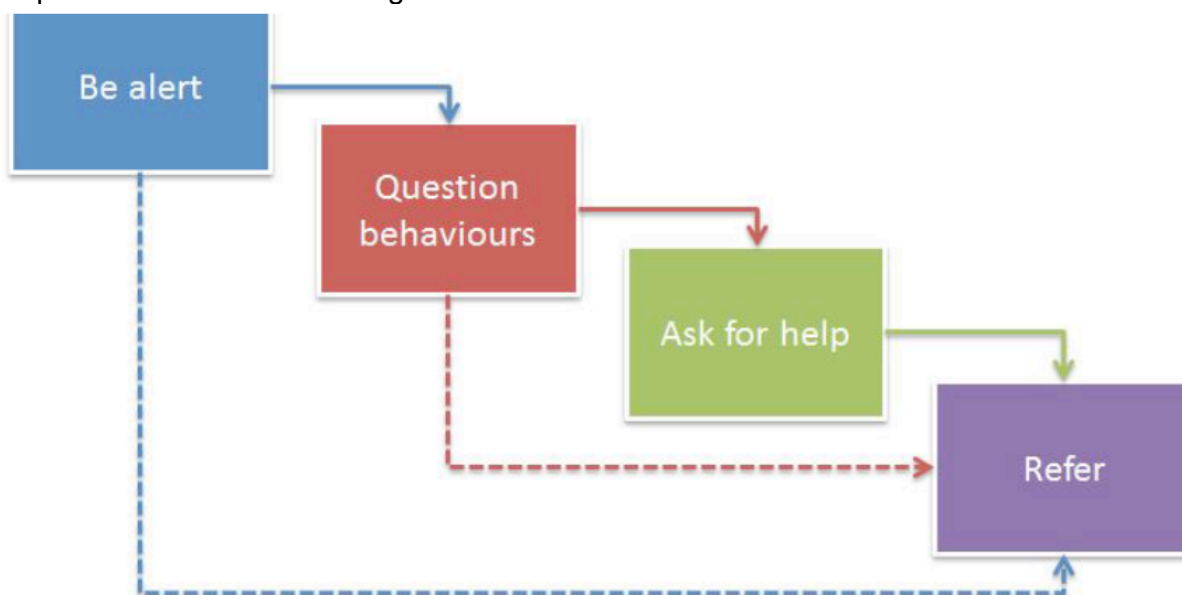 Be alert
Question
behaviours
Ask for help
Refer